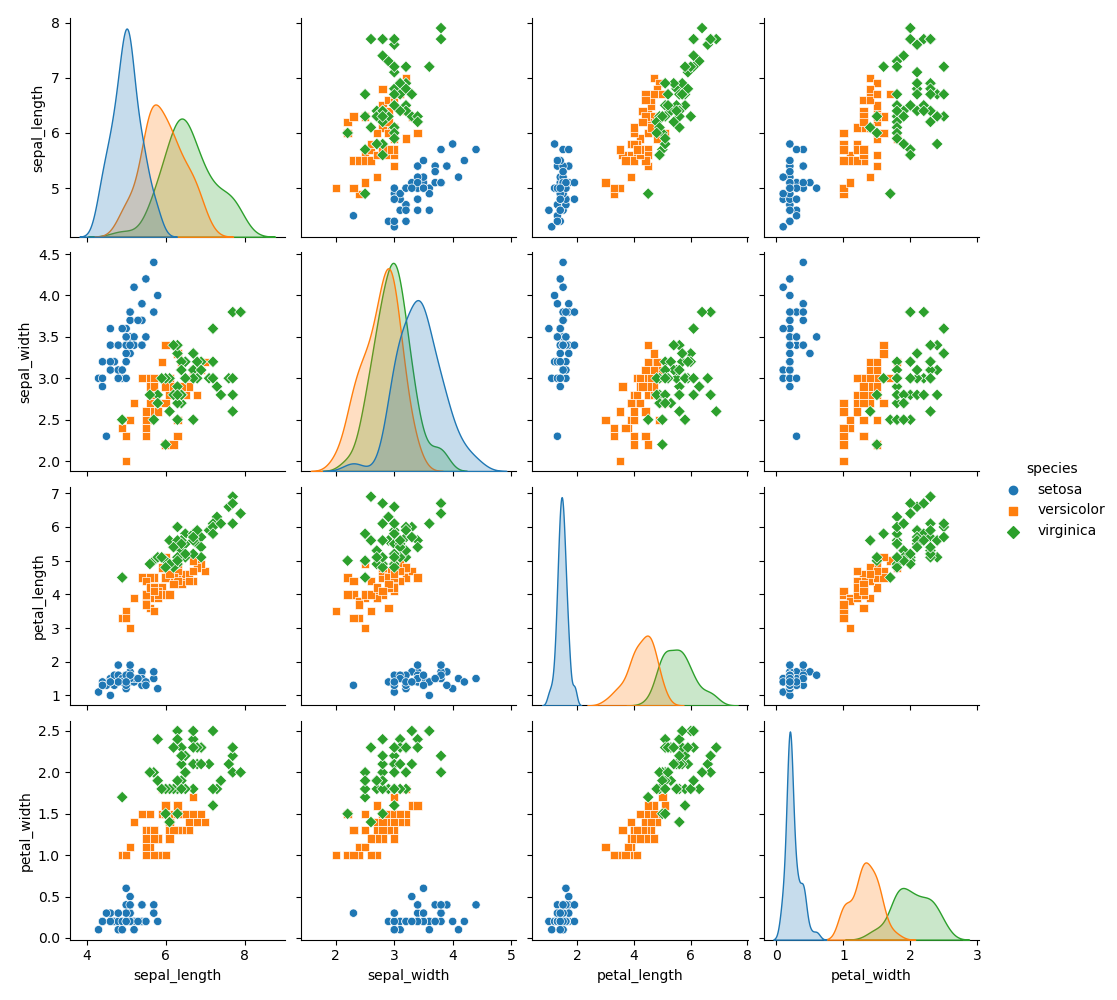 8
7
6
5
sepal_length
4.5
4.0
3.5
3.0
2.5
2.0
sepal_width
7
6
5
4
3
2
1
petal_length
2.5
2.0
1.5
1.0
0.5
0.0
petal_width
4 6 8
sepal_length
2 3 4 5
sepal_width
2 4 6 8
petal_length
0 1 2 3
petal_width
species
setosa
versicolor
virginica